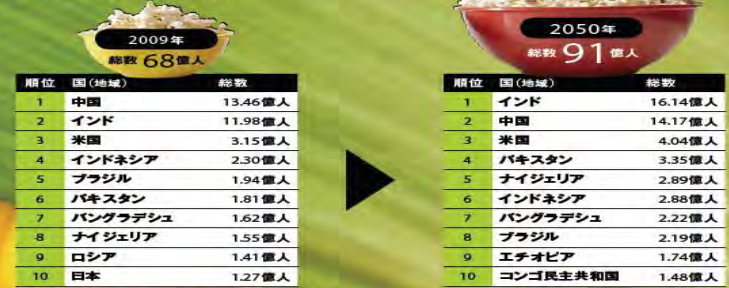 2009年
総数 68億人
順位 国(地域) 総数
1 中国 13.46億人
2 インド 11.98億人
3 米国 3.15億人
4 インドネシア 2.30億人
5 ブラジル 1.94億人
6 パキスタン 1.81億人
7 バングラデシュ 1.62億人
8 ナイジェリア 1.55億人
9 ロシア 1.41億人
10 日本 1.27億人
2050年
総数 91億人
順位 国(地域) 総数
1 インド 16.14億人
2 中国 14.17億人
3 米国 4.04億人
4 パキスタン 3.35億人
5 ナイジェリア 2.89億人
6 インドネシア 2.88億人
7 バングラデシュ 2.22億人
8 ブラジル 2.19億人
9 エチオピア 1.74億人
10 コンゴ民主共和国 1.48億人